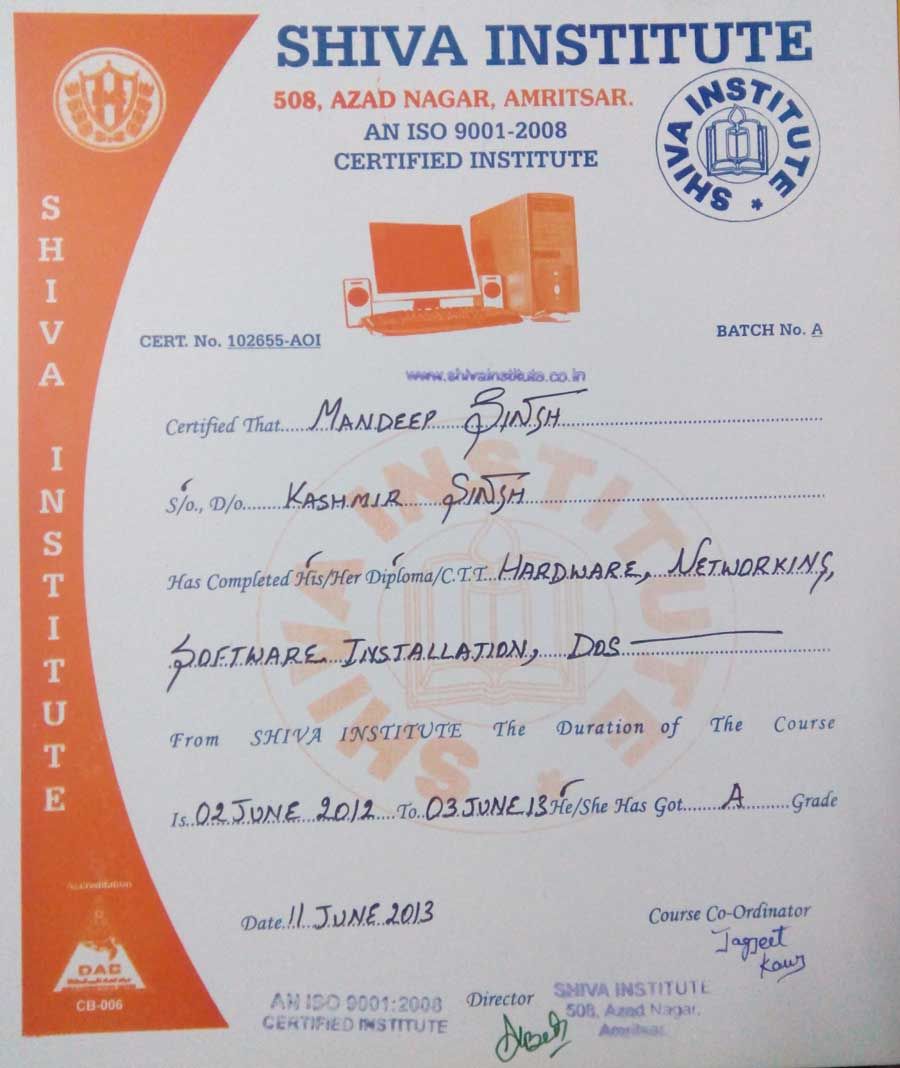 SHIVA INSTITUTE
508, AZAD NAGAR, AMRITSAR.
AN ISO 9001-2008
CERTIFIED INSTITUTE
SHIVA INSTITUTE *
SHIVA INSTITUTE
CERT. No. 102655-AOI
BATCH No. A
www.shivainstitute.co.in
Certified That......MANDEEP SINGH
S/o., D/o.......KASHMIR SINGH
Has Completed His/Her Diploma/C.T.T...HARDWARE, NETWORKING,
SOFTWARE INSTALLATION, DOS
From SHIVA INSTITUTE The Duration of The Course
Is..02 JUNE 2012....To..03 JUNE 13 He/She Has Got......A......Grade
SHIVA INSTITUTE *
Date.11 JUNE 2013
Course Co-Ordinator
Jagjeet
Kaur
Accreditation
DAC
CB-006
AN ISO 9001:2008
CERTIFIED INSTITUTE
Director
SHIVA INSTITUTE
508, Azad Nagar,
Amritsar